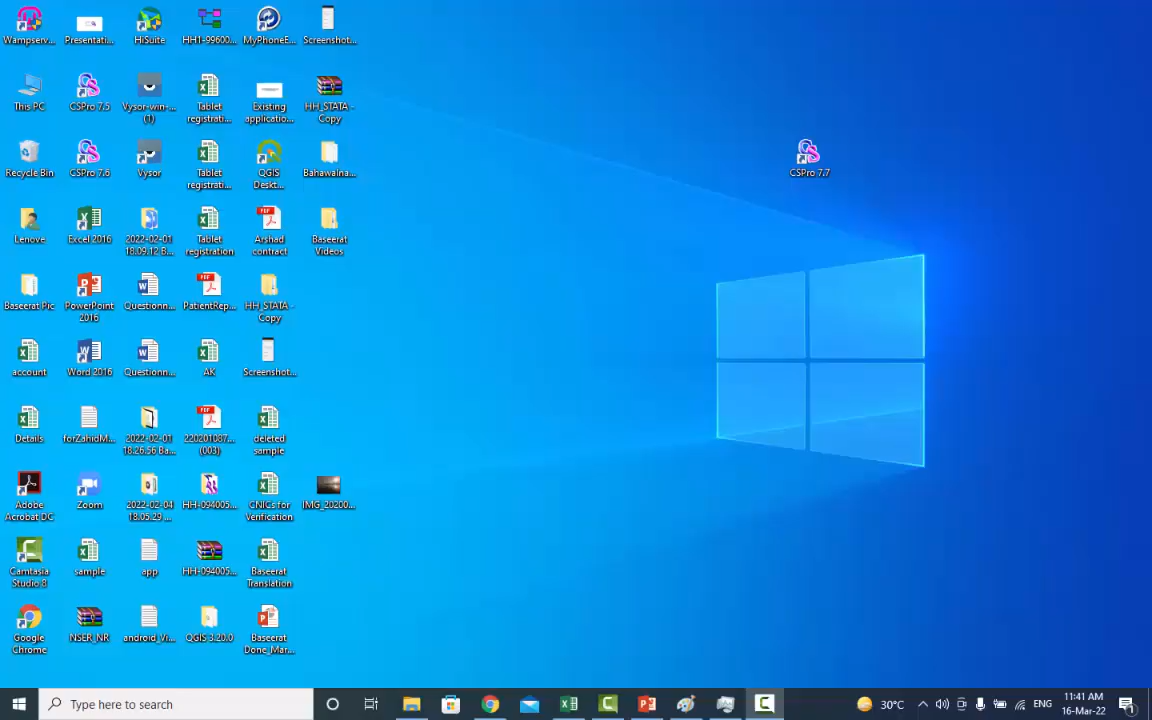 Wampserv...
Presentati...
HiSuite
HH1-99600...
MyPhoneE...
Screenshot...
This PC
CSPro 7.5
Vysor-win-...
(1)
Tablet
registrati...
Existing
applicatio...
HH_STATA -
Copy
Recycle Bin
CSPro 7.6
Vysor
Tablet
registrati...
QGIS
Deskt...
Bahawalna...
CSPro 7.7
Lenove
Excel 2016
2022-02-01
18.09.12 B...
Tablet
registration
Arshad
contract
Baseerat
Videos
Baseerat Pic
PowerPoint
2016
Questionn...
PatientRep...
HH_STATA -
Copy
account
Word 2016
Questionn...
AK
Screenshot...
Details
forZahidM...
2022-02-01
18.26.56 Ba...
220201087...
(003)
deleted
sample
Adobe
Acrobat DC
Zoom
2022-02-04
18.05.29 ...
HH-094005...
CNICs for
Verification
IMG_20200...
Camtasia
Studio 8
sample
app
HH-094005...
Baseerat
Translation
Google
Chrome
NSER_NR
android_Vi...
QGIS 3.20.0
Baseerat
Done_Mar...
Type here to search
30°C
ENG
11:41 AM
16-Mar-22